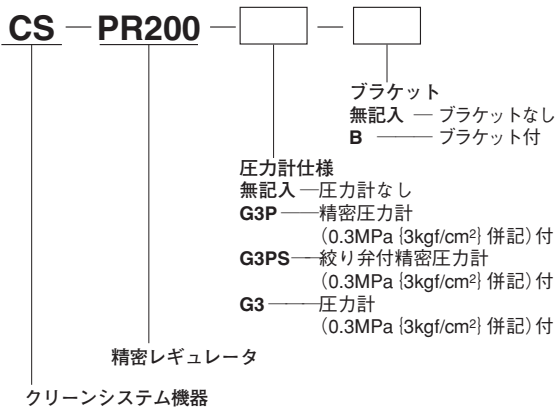 CS — PR200 — □ — □
ブラケット
無記入 — ブラケットなし
B —— ブラケット付
圧力計仕様
無記入 — 圧力計なし
G3P —— 精密圧力計
（0.3MPa {3kgf/cm²} 併記）付
G3PS — 絞り弁付精密圧力計
（0.3MPa {3kgf/cm²} 併記）付
G3 —— 圧力計
（0.3MPa {3kgf/cm²} 併記）付
精密レギュレータ
クリーンシステム機器